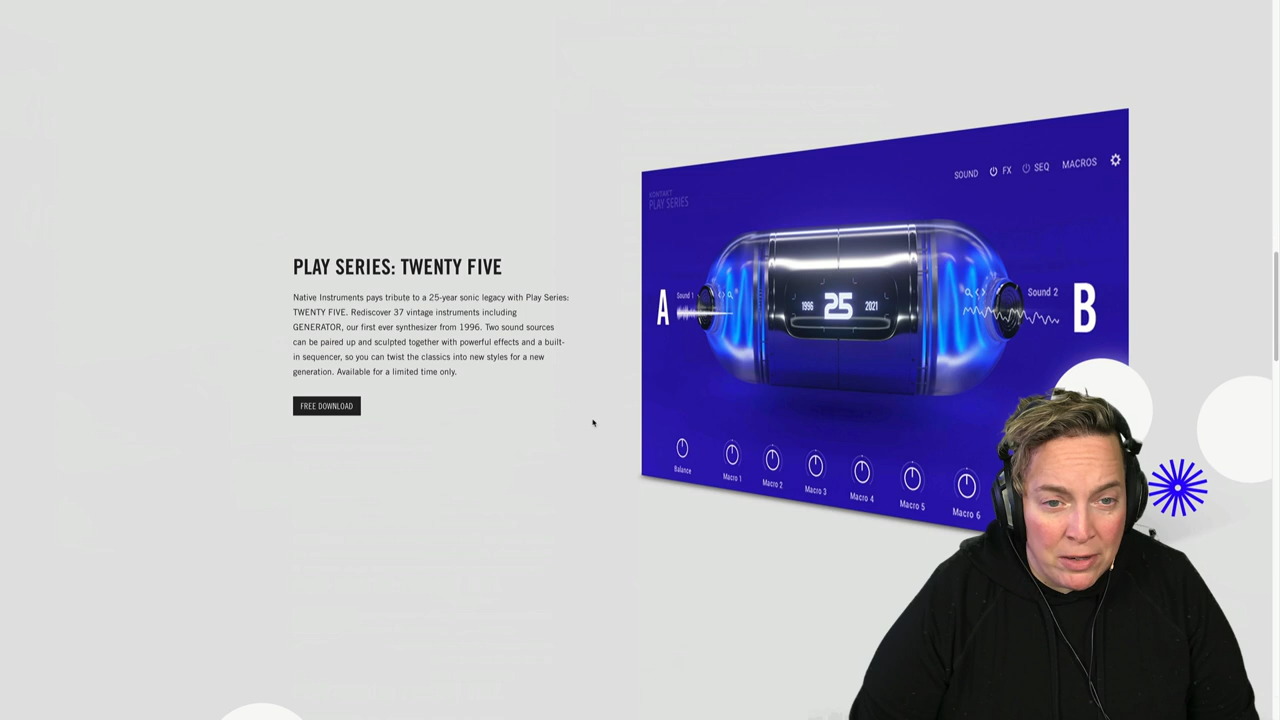 PLAY SERIES: TWENTY FIVE
Native Instruments pays tribute to a 25-year sonic legacy with Play Series:
TWENTY FIVE. Rediscover 37 vintage instruments including
GENERATOR, our first ever synthesizer from 1996. Two sound sources
can be paired up and sculpted together with powerful effects and a built-
in sequencer, so you can twist the classics into new styles for a new
generation. Available for a limited time only.
FREE DOWNLOAD
KONTAKT
PLAY SERIES
SOUND FX SEQ MACROS
A
Sound 1
1996 25 2021
Sound 2
B
Balance Macro 1 Macro 2 Macro 3 Macro 4 Macro 5 Macro 6